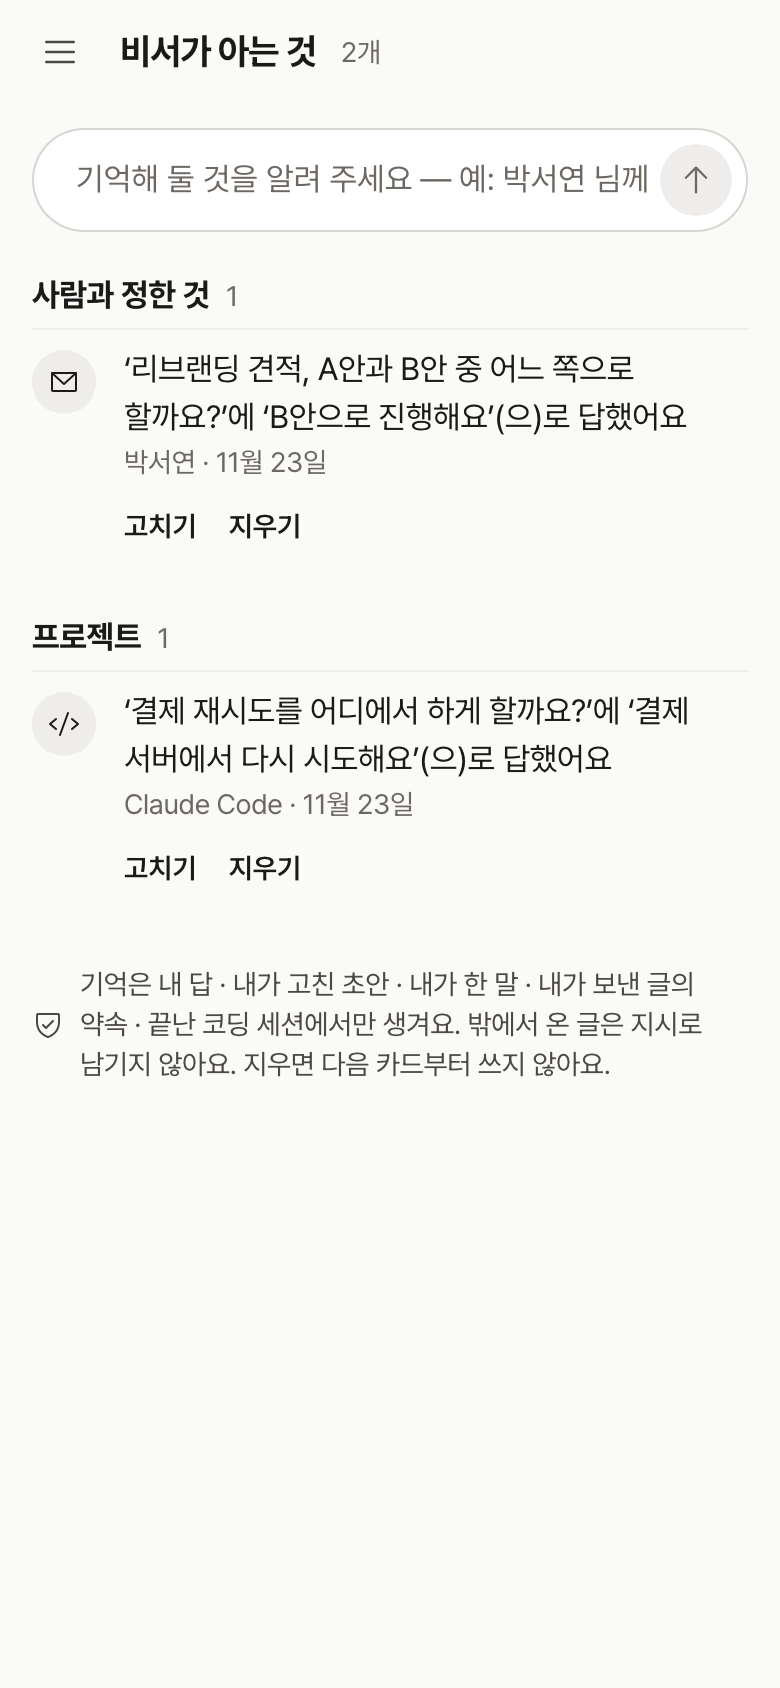 비서가 아는 것 2개
기억해 둘 것을 알려 주세요 — 예: 박서연 님께
사람과 정한 것 1
‘리브랜딩 견적, A안과 B안 중 어느 쪽으로
할까요?’에 ‘B안으로 진행해요’(으)로 답했어요
박서연 · 11월 23일
고치기 지우기
프로젝트 1
‘결제 재시도를 어디에서 하게 할까요?’에 ‘결제
서버에서 다시 시도해요’(으)로 답했어요
Claude Code · 11월 23일
고치기 지우기
기억은 내 답 · 내가 고친 초안 · 내가 한 말 · 내가 보낸 글의
약속 · 끝난 코딩 세션에서만 생겨요. 밖에서 온 글은 지시로
남기지 않아요. 지우면 다음 카드부터 쓰지 않아요.